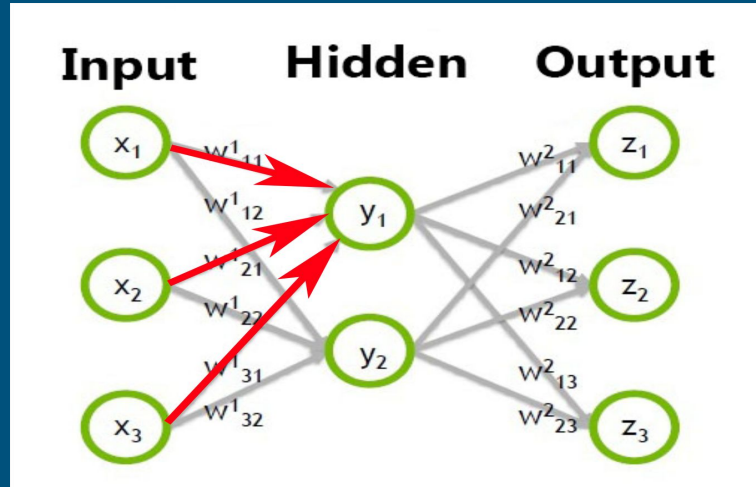 Input Hidden Output
x₁
w¹₁₁
w¹₁₂
w¹₂₁
x₂
w¹₂₂
w¹₃₁
w¹₃₂
x₃
y₁
y₂
w²₁₁
w²₂₁
w²₁₂
w²₂₂
w²₁₃
w²₂₃
z₁
z₂
z₃